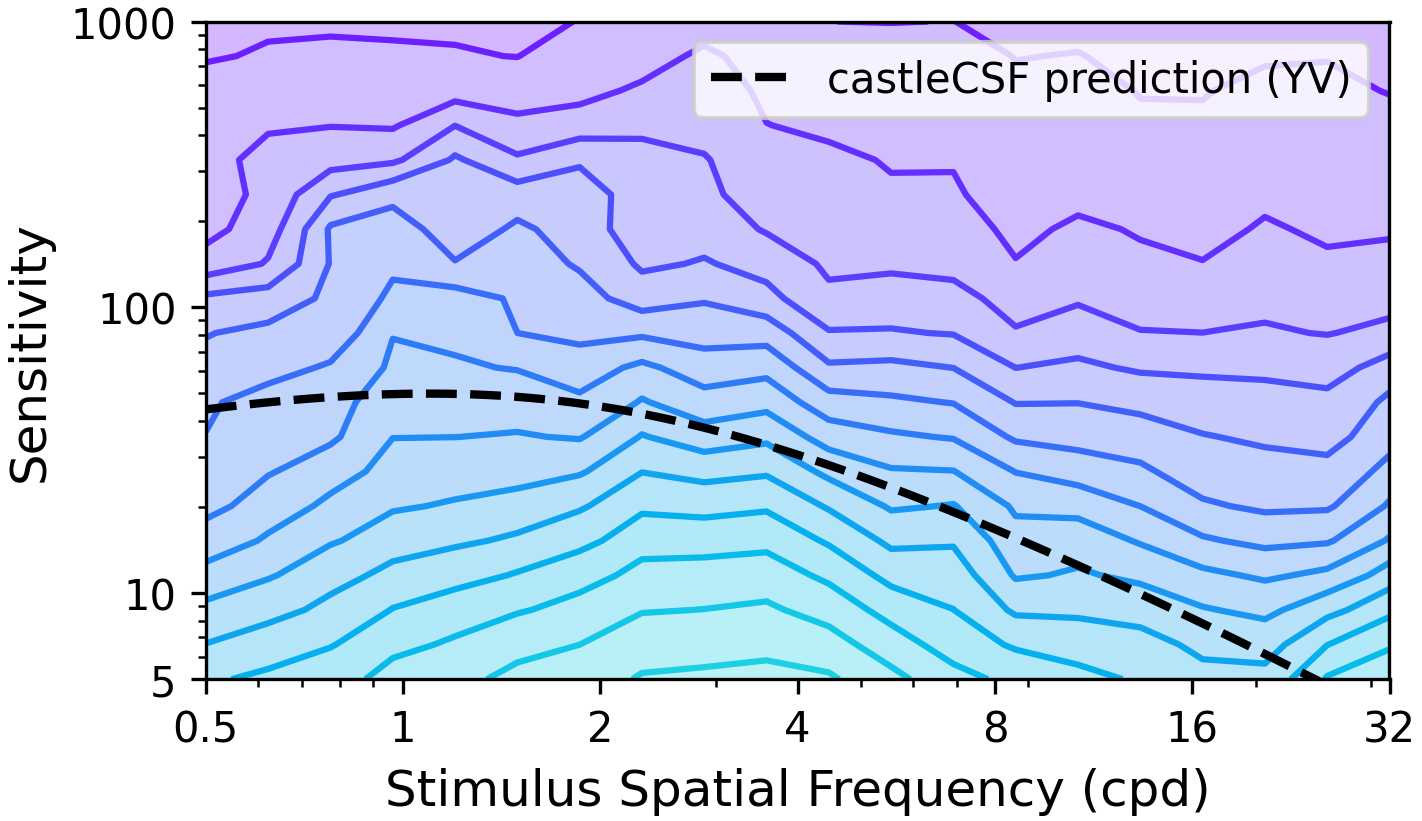 1000
100
10
5
Sensitivity
castleCSF prediction (YV)
0.5 1 2 4 8 16 32
Stimulus Spatial Frequency (cpd)